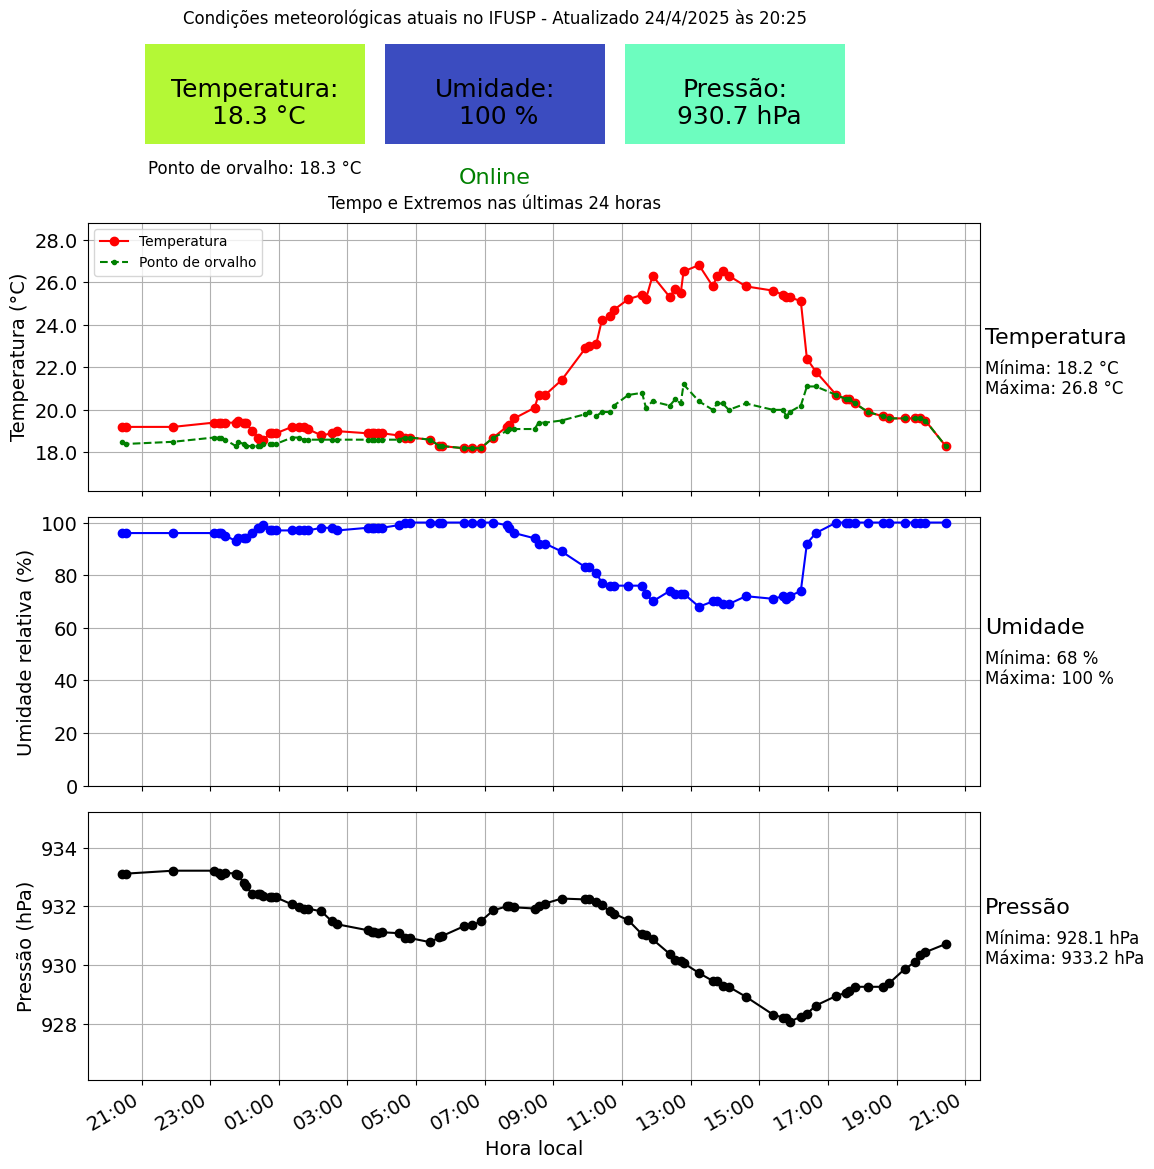 Condições meteorológicas atuais no IFUSP - Atualizado 24/4/2025 às 20:25
Temperatura:
18.3 °C
Umidade:
100 %
Pressão:
930.7 hPa
Ponto de orvalho: 18.3 °C
Online
Tempo e Extremos nas últimas 24 horas
Temperatura (°C)
28.0
26.0
24.0
22.0
20.0
18.0
Temperatura
Ponto de orvalho
Temperatura
Mínima: 18.2 °C
Máxima: 26.8 °C
Umidade relativa (%)
100
80
60
40
20
0
Umidade
Mínima: 68 %
Máxima: 100 %
Pressão (hPa)
934
932
930
928
Pressão
Mínima: 928.1 hPa
Máxima: 933.2 hPa
21:00 23:00 01:00 03:00 05:00 07:00 09:00 11:00 13:00 15:00 17:00 19:00 21:00
Hora local